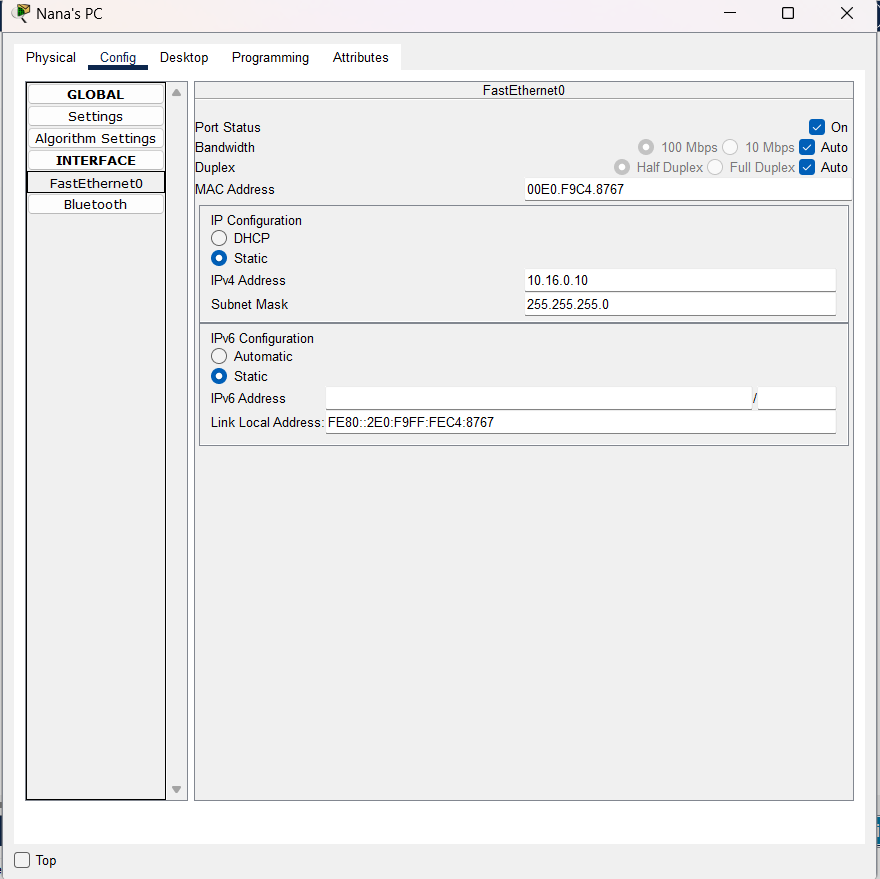 Nana's PC
Physical Config Desktop Programming Attributes
GLOBAL
Settings
Algorithm Settings
INTERFACE
FastEthernet0
Bluetooth
FastEthernet0
Port Status On
Bandwidth 100 Mbps 10 Mbps Auto
Duplex Half Duplex Full Duplex Auto
MAC Address 00E0.F9C4.8767
IP Configuration
DHCP
Static
IPv4 Address 10.16.0.10
Subnet Mask 255.255.255.0
IPv6 Configuration
Automatic
Static
IPv6 Address /
Link Local Address: FE80::2E0:F9FF:FEC4:8767
Top